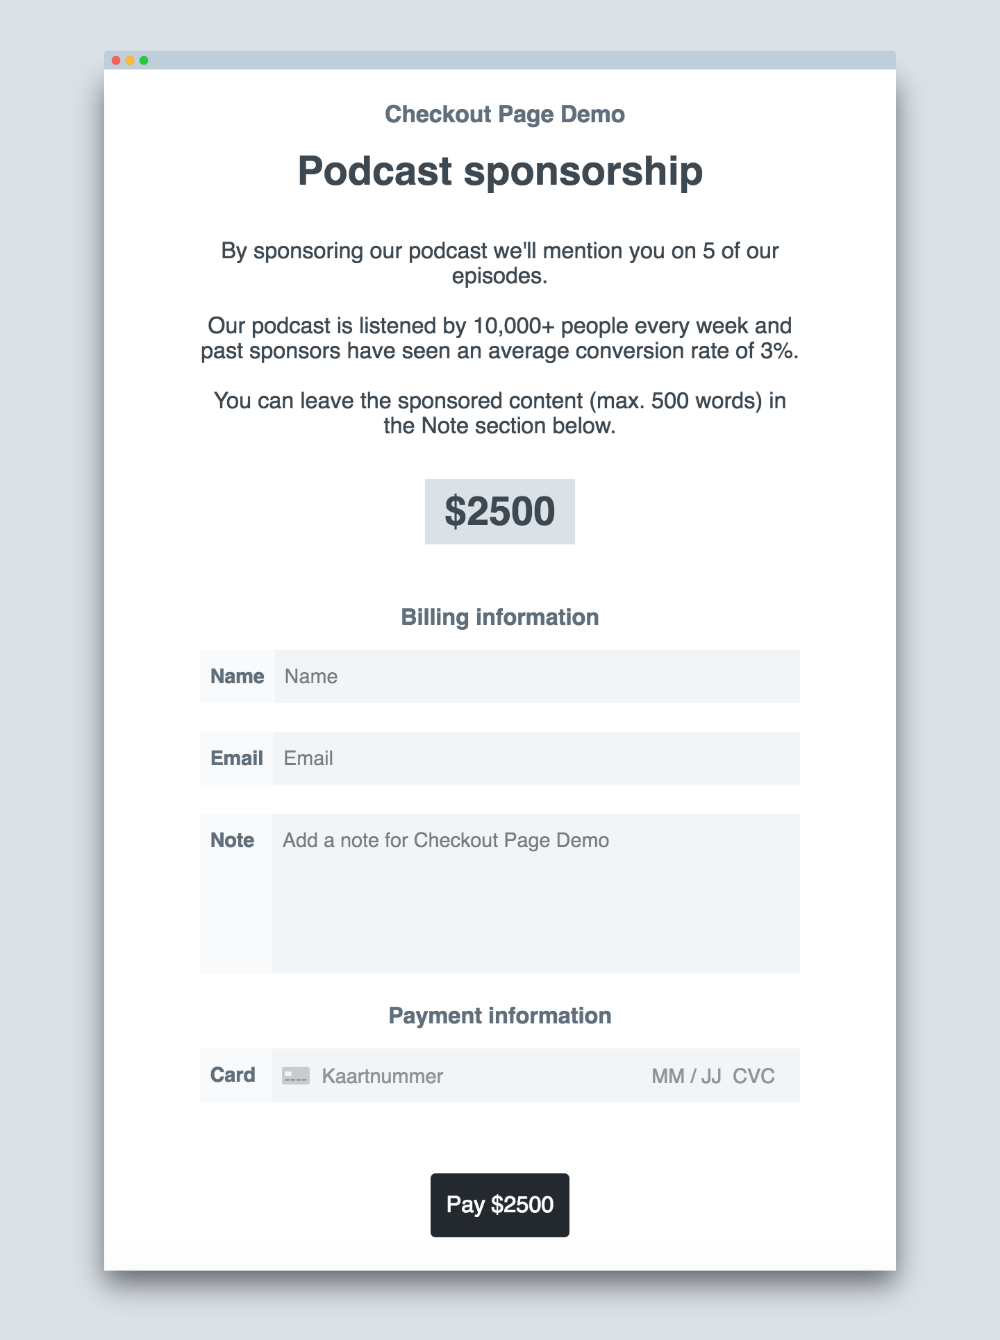 Checkout Page Demo
Podcast sponsorship
By sponsoring our podcast we'll mention you on 5 of our
episodes.
Our podcast is listened by 10,000+ people every week and
past sponsors have seen an average conversion rate of 3%.
You can leave the sponsored content (max. 500 words) in
the Note section below.
$2500
Billing information
Name Name
Email Email
Note Add a note for Checkout Page Demo
Payment information
Card Kaartnummer MM / JJ CVC
Pay $2500